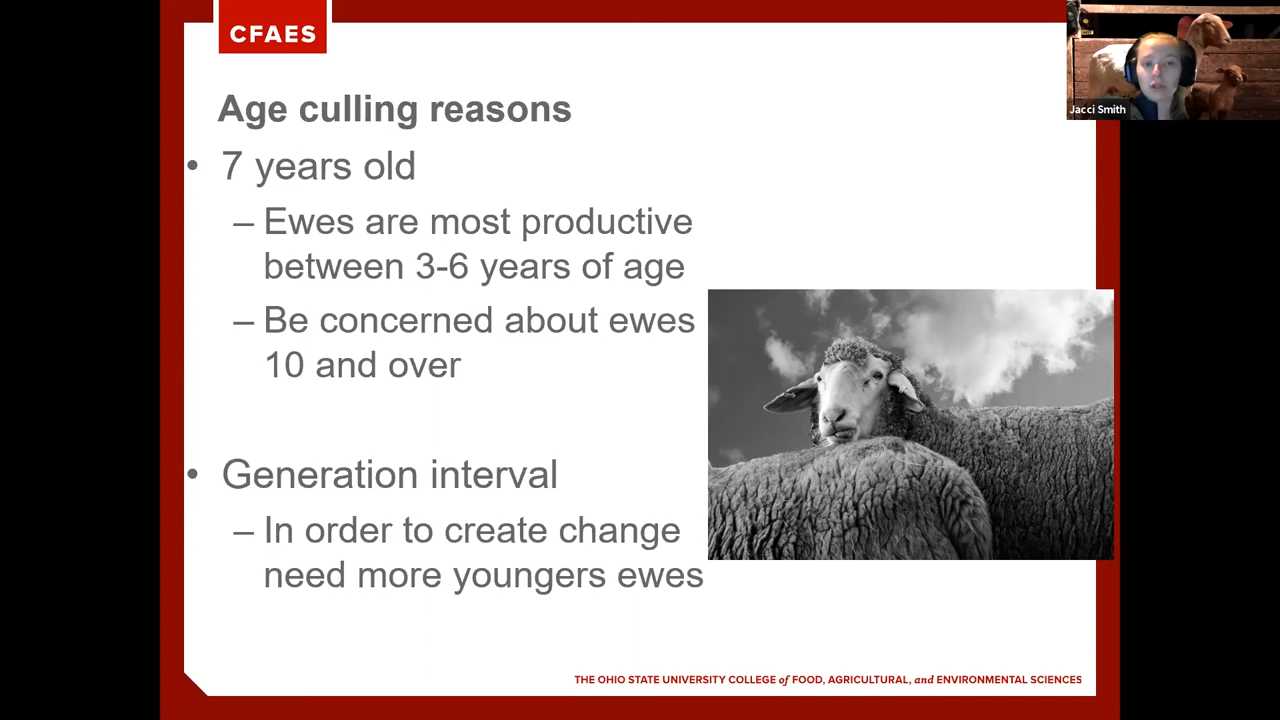 CFAES
Jacci Smith
Age culling reasons
• 7 years old
– Ewes are most productive
between 3-6 years of age
– Be concerned about ewes
10 and over
• Generation interval
– In order to create change
need more youngers ewes
THE OHIO STATE UNIVERSITY COLLEGE of FOOD, AGRICULTURAL, and ENVIRONMENTAL SCIENCES